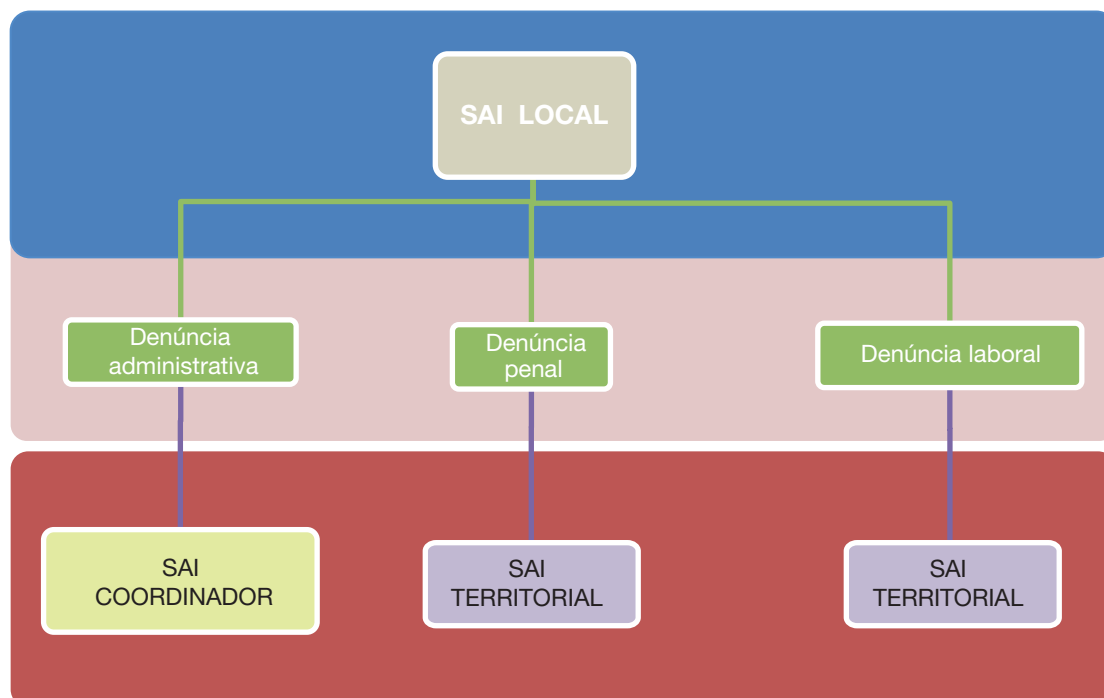 SAI LOCAL
Denúncia
administrativa
Denúncia
penal
Denúncia laboral
SAI
COORDINADOR
SAI
TERRITORIAL
SAI
TERRITORIAL